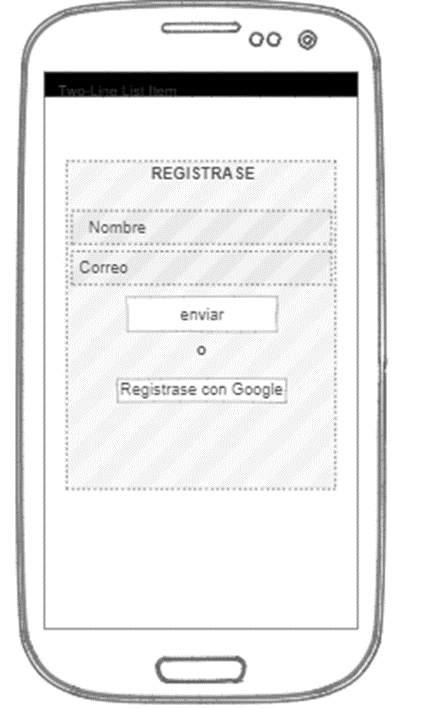 Two-Line List Item
REGISTRASE
Nombre
Correo
enviar
o
Registrase con Google